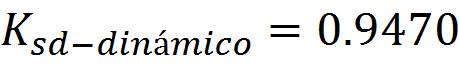 K_{sd-dinámico} = 0.9470